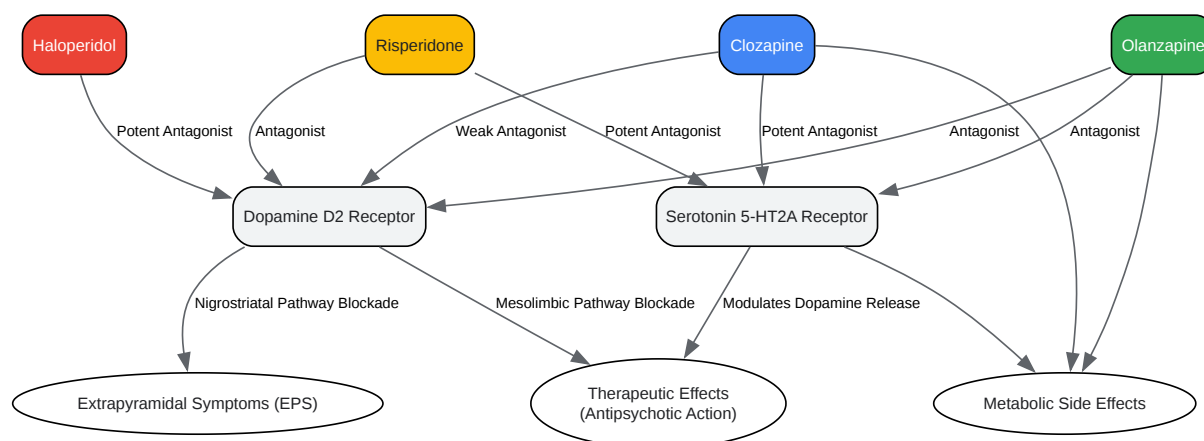 Haloperidol
Risperidone
Clozapine
Olanzapine
Potent Antagonist
Antagonist
Weak Antagonist
Potent Antagonist
Potent Antagonist
Antagonist
Antagonist
Dopamine D2 Receptor
Serotonin 5-HT2A Receptor
Nigrostriatal Pathway Blockade
Mesolimbic Pathway Blockade
Modulates Dopamine Release
Extrapyramidal Symptoms (EPS)
Therapeutic Effects
(Antipsychotic Action)
Metabolic Side Effects